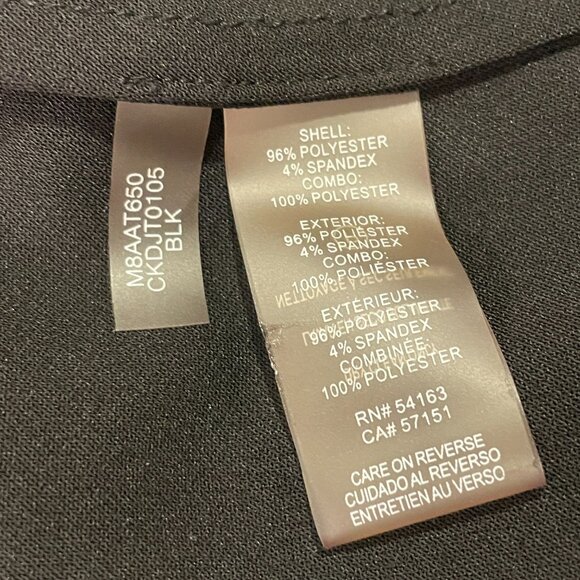 M8AAT650
CKDJT0105
BLK
SHELL:
96% POLYESTER
4% SPANDEX
COMBO:
100% POLYESTER
EXTERIOR:
96% POLIÉSTER
4% SPANDEX
COMBO:
100% POLIÉSTER
EXTÉRIEUR:
96% POLYESTER
4% SPANDEX
COMBINÉE:
100% POLYESTER
RN# 54163
CA# 57151
CARE ON REVERSE
CUIDADO AL REVERSO
ENTRETIEN AU VERSO